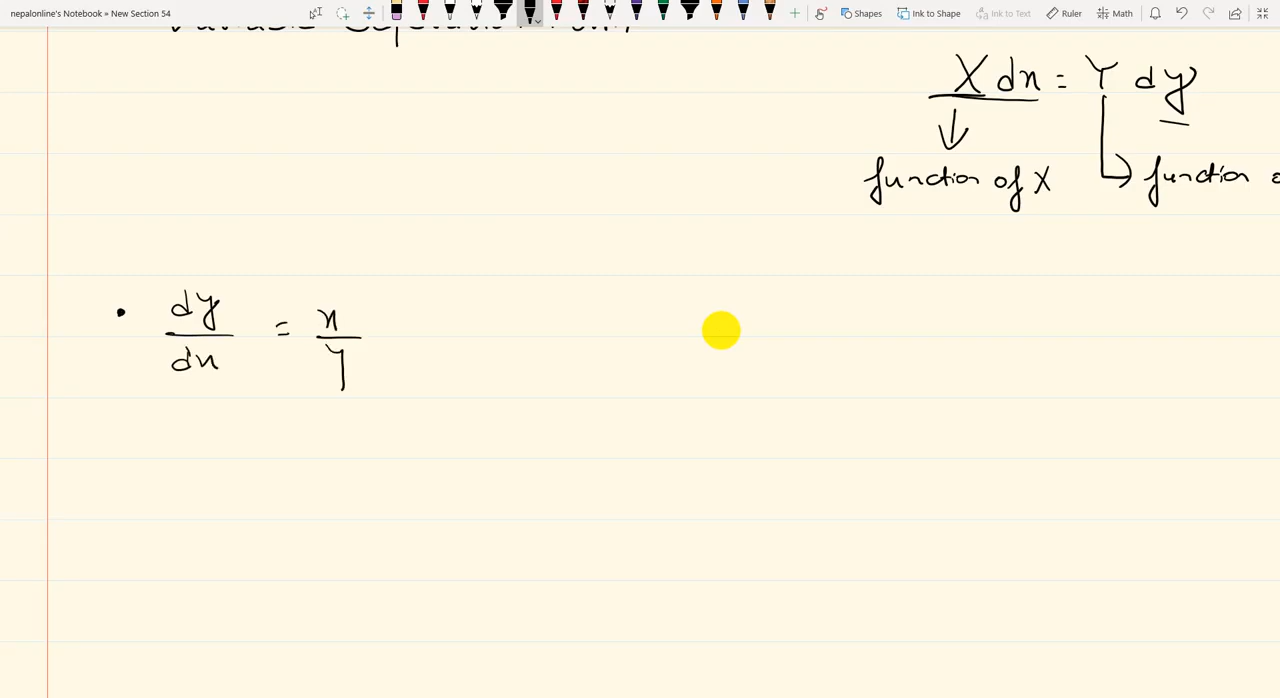 nepalonline's Notebook » New Section 54
Shapes
Ink to Shape
Ink to Text
Ruler
Math
X dx = Y dy
function of X
function
• dy/dx = x/y